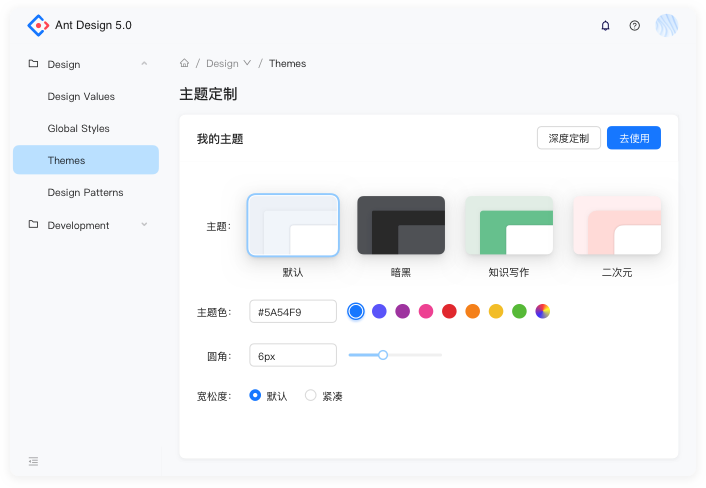 Ant Design 5.0
Design
Design Values
Global Styles
Themes
Design Patterns
Development
/ Design / Themes
主题定制
我的主题
深度定制
去使用
主题:
默认
暗黑
知识写作
二次元
主题色:
#5A54F9
圆角:
6px
宽松度:
默认
紧凑